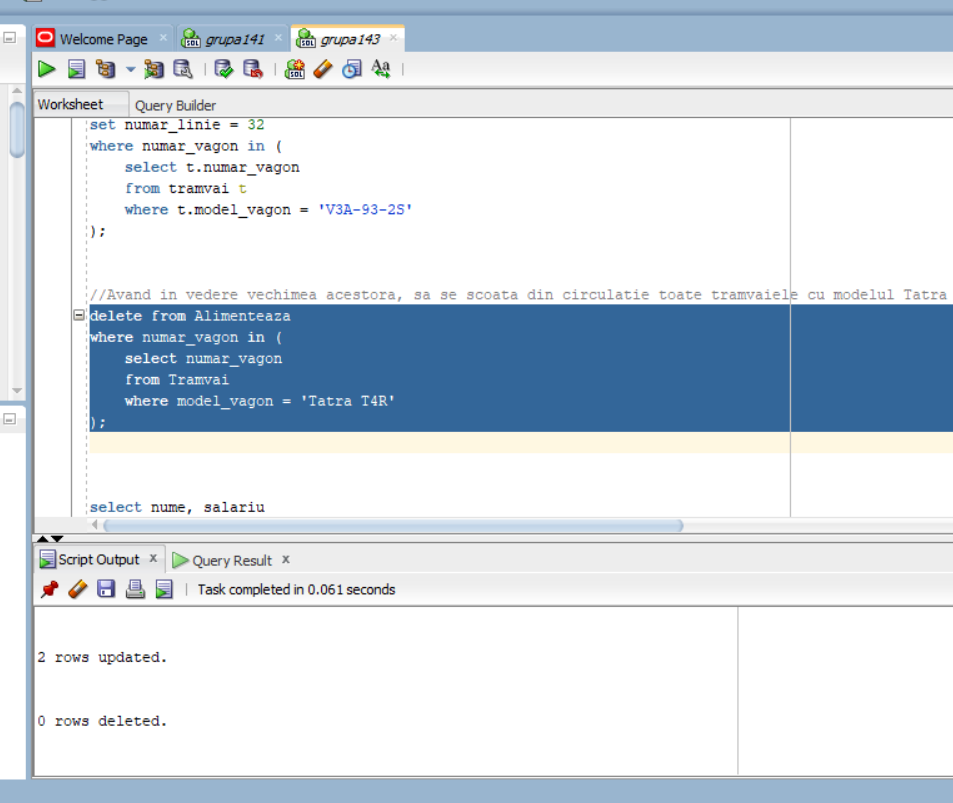 Welcome Page × grupa141 × grupa143 ×
Worksheet Query Builder
set numar_linie = 32
where numar_vagon in (
select t.numar_vagon
from tramvai t
where t.model_vagon = 'V3A-93-2S'
);
//Avand in vedere vechimea acestora, sa se scoata din circulatie toate tramvaiele cu modelul Tatra
delete from Alimenteaza
where numar_vagon in (
select numar_vagon
from Tramvai
where model_vagon = 'Tatra T4R'
);
select nume, salariu
Script Output x Query Result x
Task completed in 0.061 seconds
2 rows updated.
0 rows deleted.